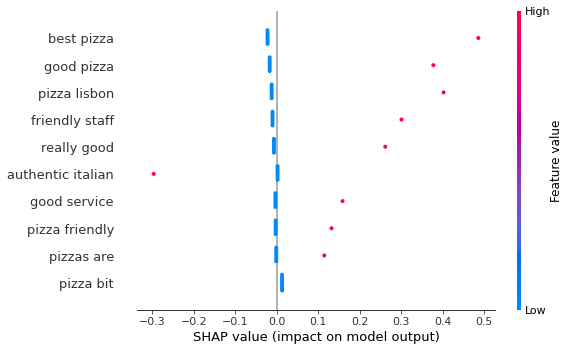 High
best pizza
good pizza
pizza lisbon
friendly staff
really good
authentic italian
good service
pizza friendly
pizzas are
pizza bit
Feature value
Low
−0.3 −0.2 −0.1 0.0 0.1 0.2 0.3 0.4 0.5
SHAP value (impact on model output)